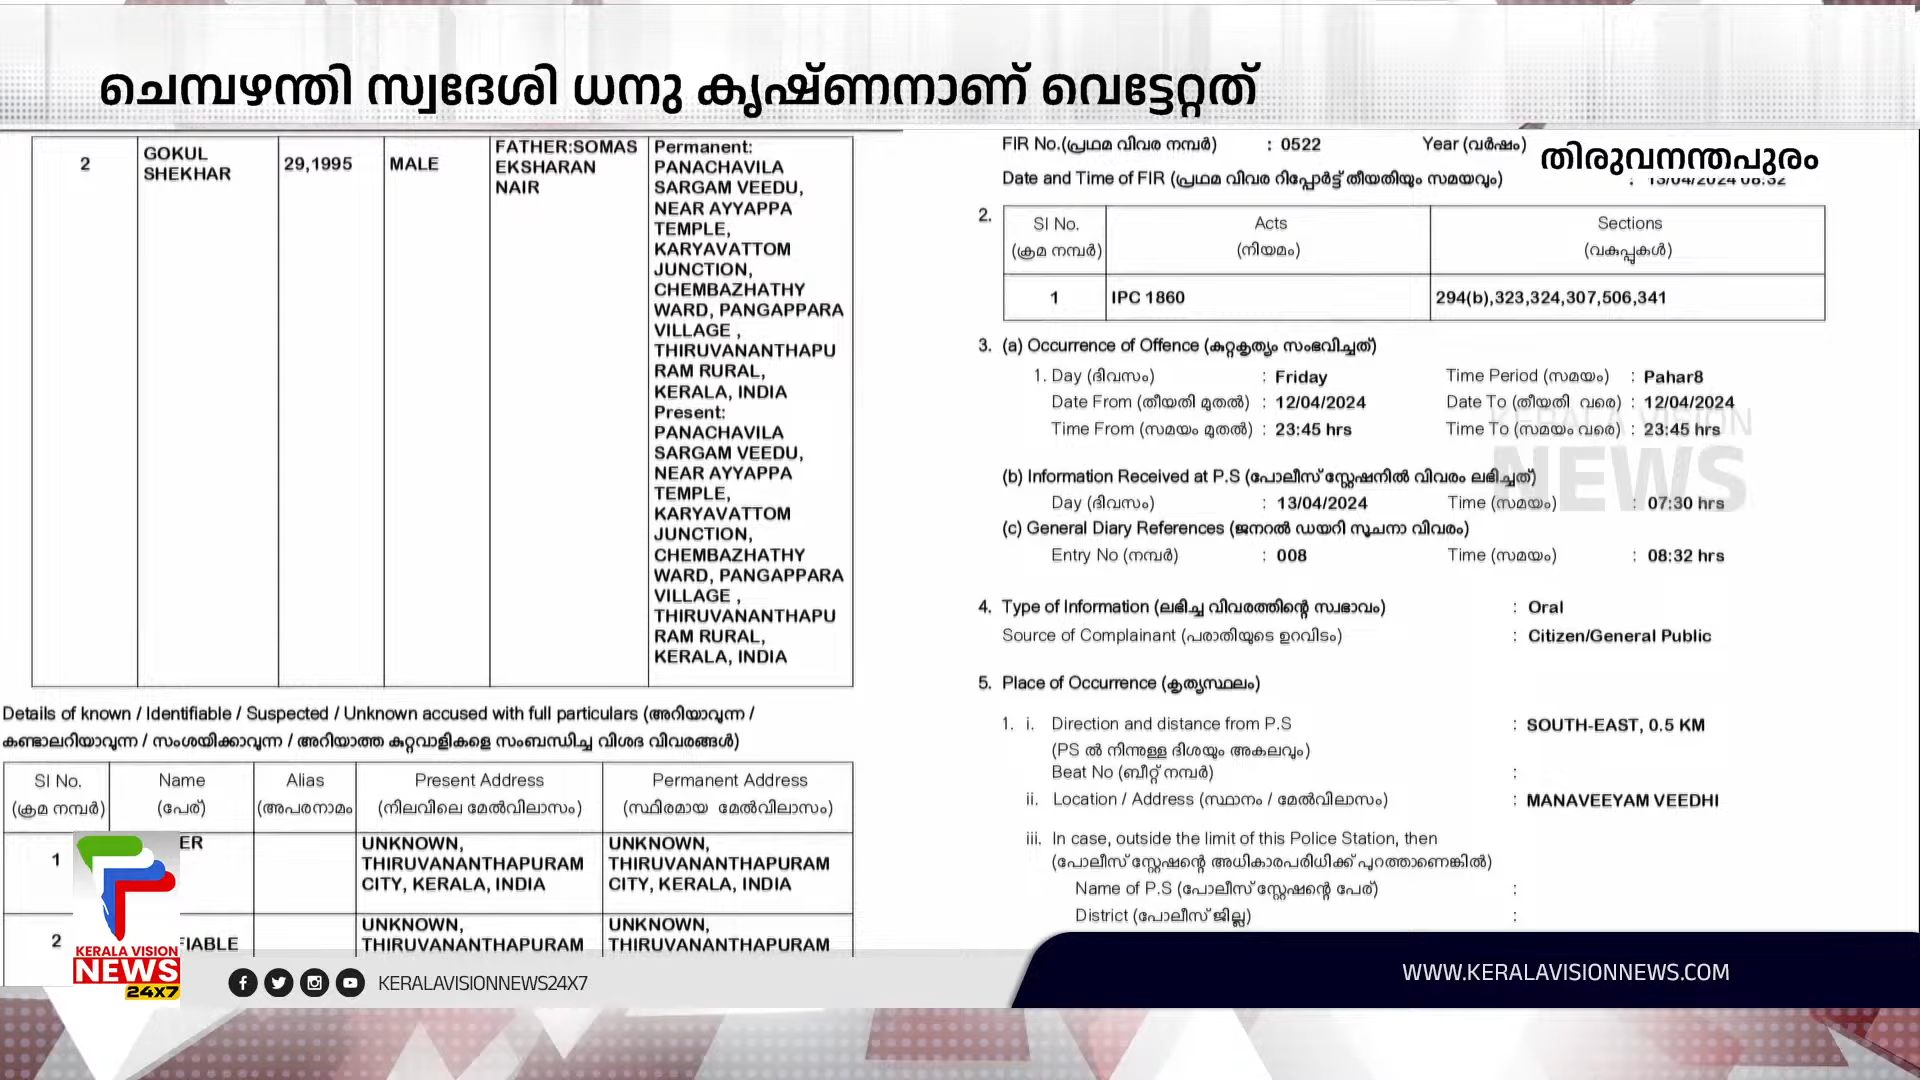 ചെമ്പഴന്തി സ്വദേശി ധനു കൃഷ്ണനാണ് വെട്ടേറ്റത്
തിരുവനന്തപുരം
2
GOKUL
SHEKHAR
29,1995
MALE
FATHER:SOMAS
EKSHARAN
NAIR
Permanent:
PANACHAVILA
SARGAM VEEDU,
NEAR AYYAPPA
TEMPLE,
KARYAVATTOM
JUNCTION,
CHEMBAZHATHY
WARD, PANGAPPARA
VILLAGE ,
THIRUVANANTHAPU
RAM RURAL,
KERALA, INDIA
Present:
PANACHAVILA
SARGAM VEEDU,
NEAR AYYAPPA
TEMPLE,
KARYAVATTOM
JUNCTION,
CHEMBAZHATHY
WARD, PANGAPPARA
VILLAGE ,
THIRUVANANTHAPU
RAM RURAL,
KERALA, INDIA
Details of known / Identifiable / Suspected / Unknown accused with full particulars (അറിയാവുന്ന /
കണ്ടാലറിയാവുന്ന / സംശയിക്കാവുന്ന / അറിയാത്ത കുറ്റവാളികളെ സംബന്ധിച്ച വിശദ വിവരങ്ങൾ)
Sl No. Name Alias Present Address Permanent Address
(ക്രമ നമ്പർ) (പേര്) (അപരനാമം (നിലവിലെ മേൽവിലാസം) (സ്ഥിരമായ മേൽവിലാസം)
1 ER
UNKNOWN,
THIRUVANANTHAPURAM
CITY, KERALA, INDIA
UNKNOWN,
THIRUVANANTHAPURAM
CITY, KERALA, INDIA
2 FIABLE
UNKNOWN,
THIRUVANANTHAPURAM
UNKNOWN,
THIRUVANANTHAPURAM
FIR No.(പ്രഥമ വിവര നമ്പർ) : 0522 Year (വർഷം)
Date and Time of FIR (പ്രഥമ വിവര റിപ്പോർട്ട് തീയതിയും സമയവും) : 13/04/2024 08:32
2. Sl No. Acts Sections
(ക്രമ നമ്പർ) (നിയമം) (വകുപ്പുകൾ)
1 IPC 1860 294(b),323,324,307,506,341
3. (a) Occurrence of Offence (കുറ്റകൃത്യം സംഭവിച്ചത്)
1. Day (ദിവസം) : Friday Time Period (സമയം) : Pahar8
Date From (തീയതി മുതൽ) : 12/04/2024 Date To (തീയതി വരെ) : 12/04/2024
Time From (സമയം മുതൽ) : 23:45 hrs Time To (സമയം വരെ) : 23:45 hrs
KERALA VISION
NEWS
(b) Information Received at P.S (പോലീസ് സ്റ്റേഷനിൽ വിവരം ലഭിച്ചത്)
Day (ദിവസം) : 13/04/2024 Time (സമയം) : 07:30 hrs
(c) General Diary References (ജനറൽ ഡയറി സൂചനാ വിവരം)
Entry No (നമ്പർ) : 008 Time (സമയം) : 08:32 hrs
4. Type of Information (ലഭിച്ച വിവരത്തിന്റെ സ്വഭാവം) : Oral
Source of Complainant (പരാതിയുടെ ഉറവിടം) : Citizen/General Public
5. Place of Occurrence (കൃത്യസ്ഥലം)
1. i. Direction and distance from P.S : SOUTH-EAST, 0.5 KM
(PS ൽ നിന്നുള്ള ദിശയും അകലവും)
Beat No (ബീറ്റ് നമ്പർ) :
ii. Location / Address (സ്ഥാനം / മേൽവിലാസം) : MANAVEEYAM VEEDHI
iii. In case, outside the limit of this Police Station, then
(പോലീസ് സ്റ്റേഷന്റെ അധികാരപരിധിക്ക് പുറത്താണെങ്കിൽ)
Name of P.S (പോലീസ് സ്റ്റേഷന്റെ പേര്) :
District (പോലീസ് ജില്ല) :
KERALA VISION
NEWS
24X7
KERALAVISIONNEWS24X7
WWW.KERALAVISIONNEWS.COM